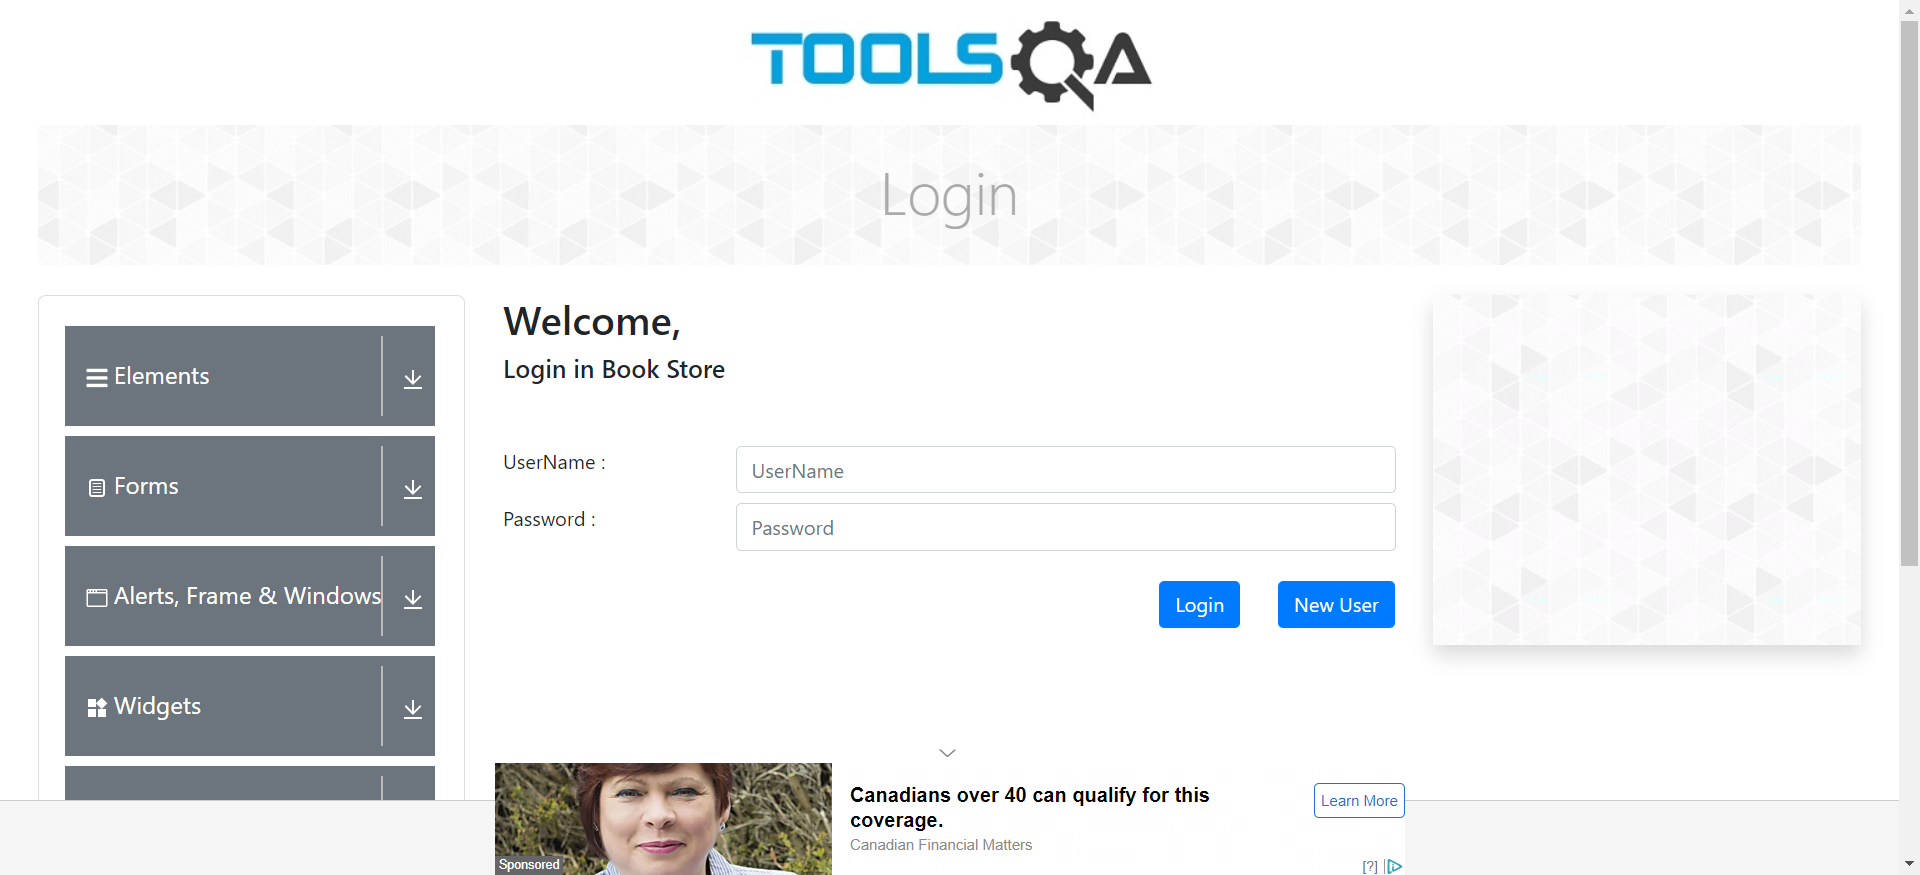 TOOLSQA
Login
Elements
Forms
Alerts, Frame & Windows
Widgets
Welcome,
Login in Book Store
UserName :
UserName
Password :
Password
Login
New User
Sponsored
Canadians over 40 can qualify for this
coverage.
Canadian Financial Matters
Learn More
[?]